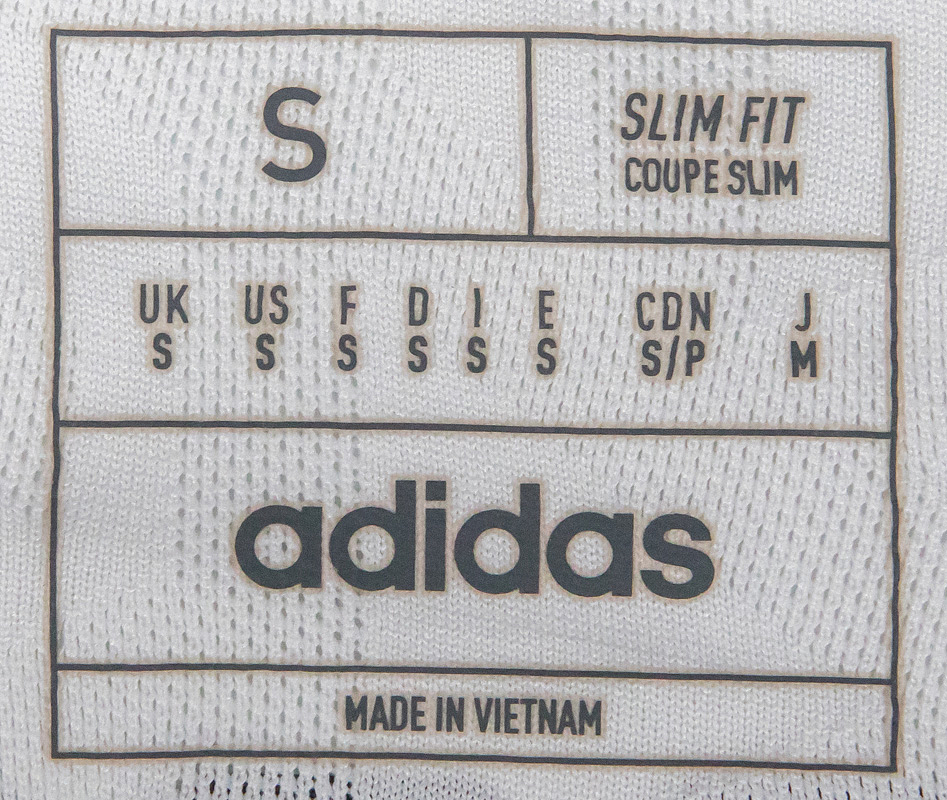 S
SLIM FIT
COUPE SLIM
UK US F D I E CDN J
S S S S S S S/P M
adidas
MADE IN VIETNAM